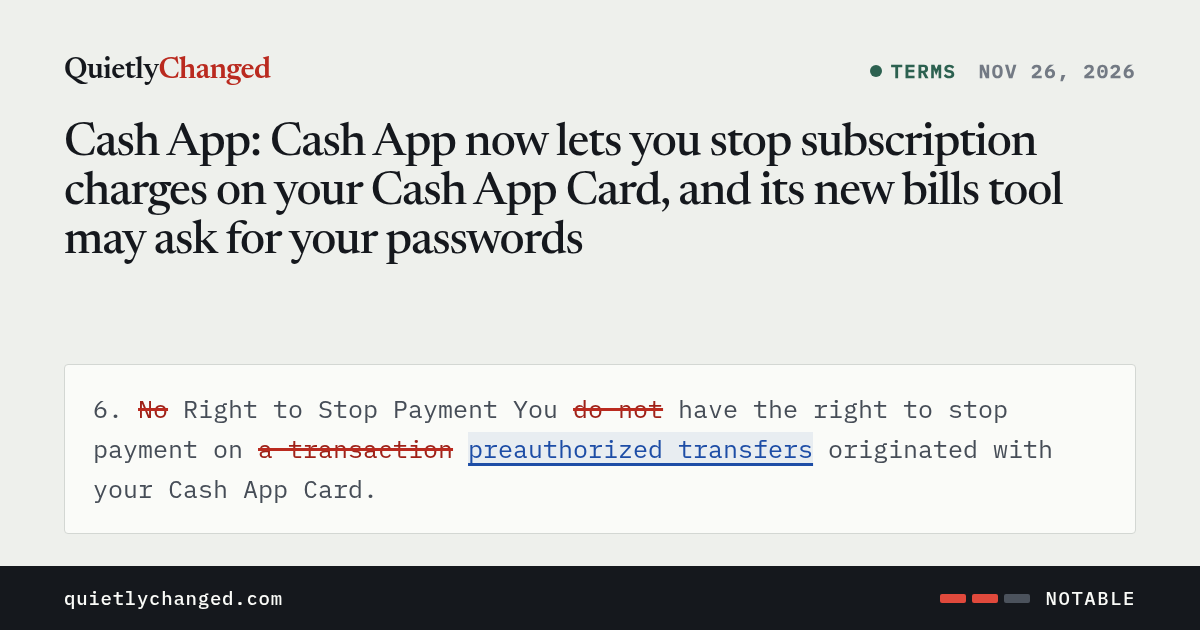 QuietlyChanged
TERMS NOV 26, 2026
Cash App: Cash App now lets you stop subscription
charges on your Cash App Card, and its new bills tool
may ask for your passwords
6. No Right to Stop Payment You do not have the right to stop
payment on a transaction preauthorized transfers originated with
your Cash App Card.
quietlychanged.com
NOTABLE